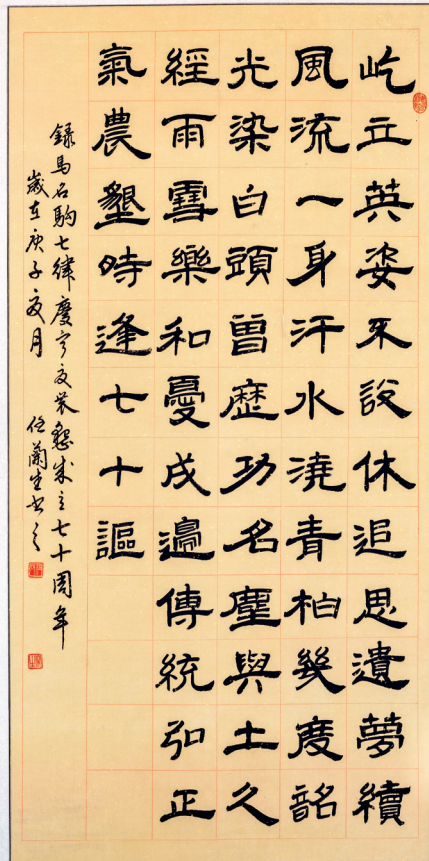 屹立英姿不說休追思遺夢續
風流一身汗水澆青柏幾度韶
光染白頭曾歷功名塵與土久
經雨雪樂和憂戍邊傳統弘正
氣農墾時逢七十謳
錄馬石駒七律慶寧夏農墾成立七十周年
歲在庚子夏月 任蘭生書